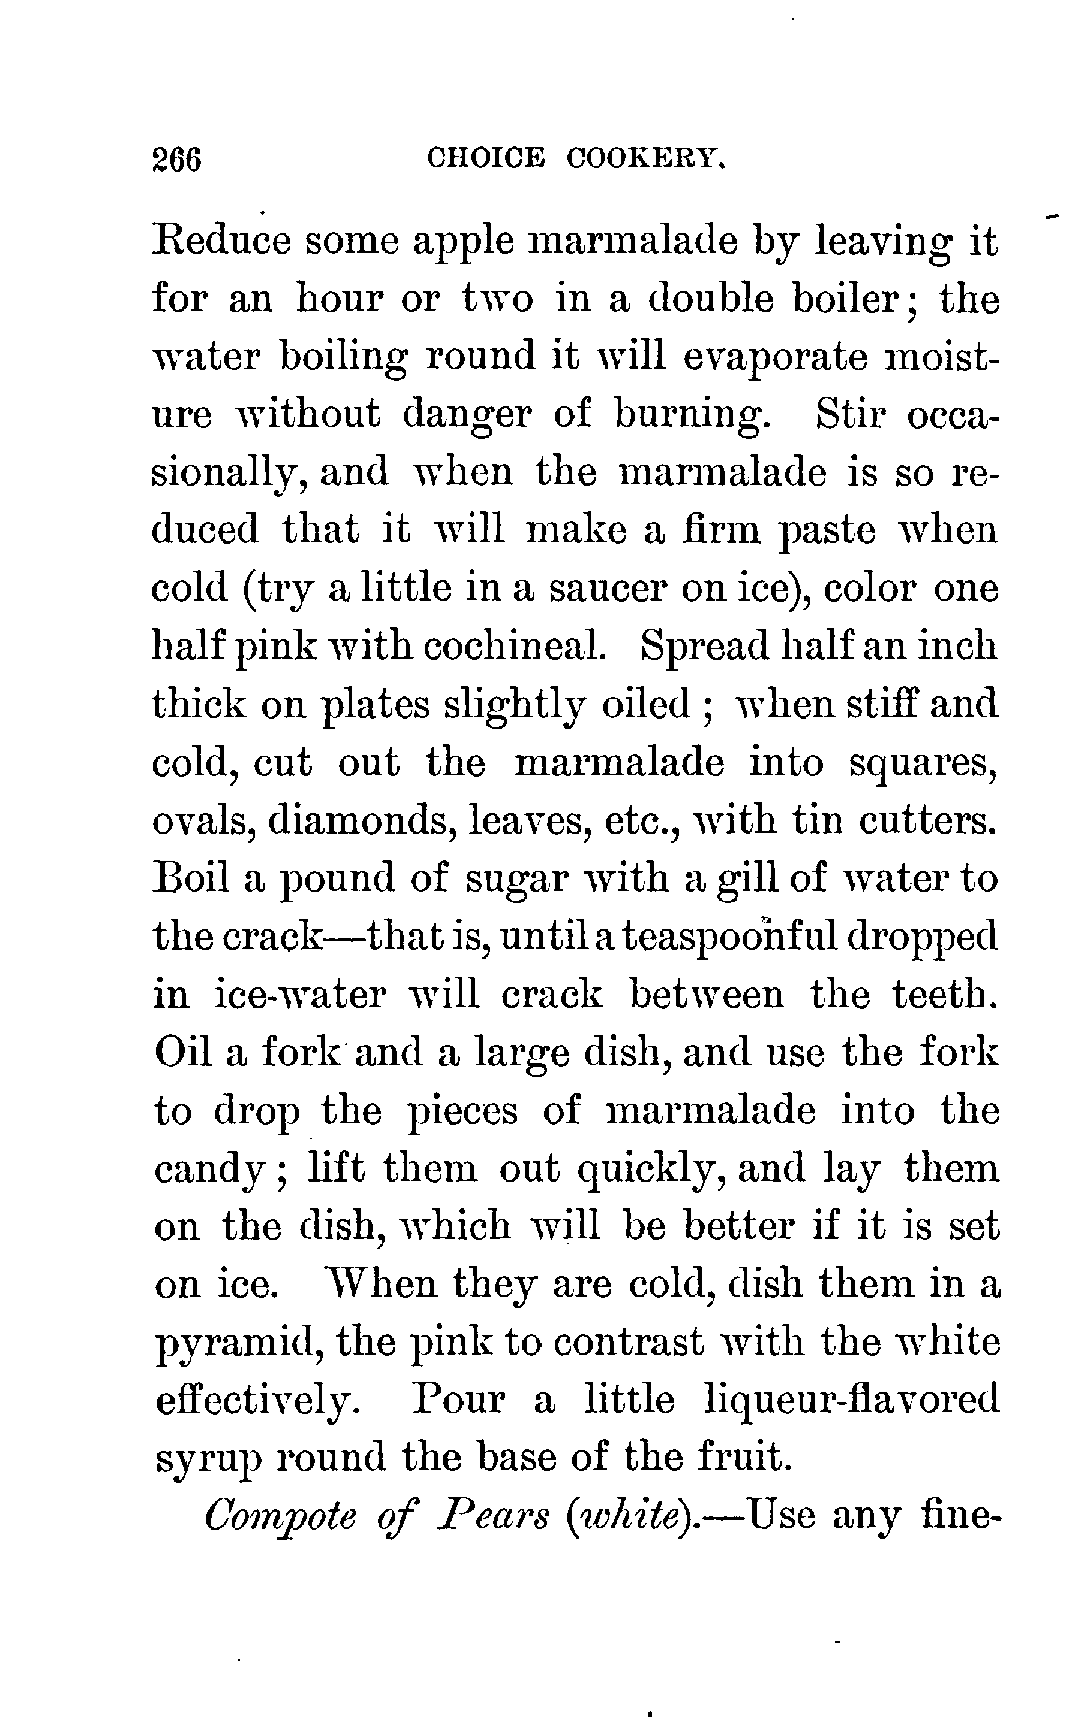 266 CHOICE COOKERY.
Reduce some apple marmalade by leaving it
for an hour or two in a double boiler; the
water boiling round it will evaporate moist-
ure without danger of burning. Stir occa-
sionally, and when the marmalade is so re-
duced that it will make a firm paste when
cold (try a little in a saucer on ice), color one
half pink with cochineal. Spread half an inch
thick on plates slightly oiled ; when stiff and
cold, cut out the marmalade into squares,
ovals, diamonds, leaves, etc., with tin cutters.
Boil a pound of sugar with a gill of water to
the crack—that is, until a teaspoonful dropped
in ice-water will crack between the teeth.
Oil a fork and a large dish, and use the fork
to drop the pieces of marmalade into the
candy ; lift them out quickly, and lay them
on the dish, which will be better if it is set
on ice. When they are cold, dish them in a
pyramid, the pink to contrast with the white
effectively. Pour a little liqueur-flavored
syrup round the base of the fruit.
Compote of Pears (white).—Use any fine-